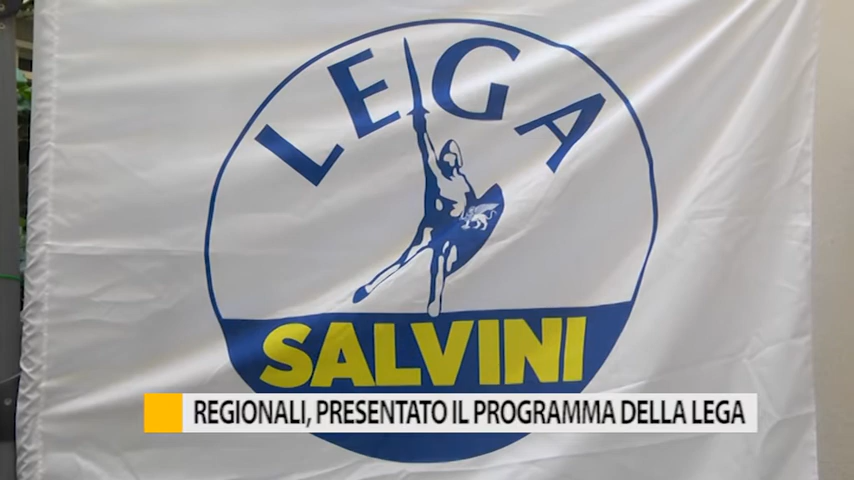 LEGA
SALVINI
REGIONALI, PRESENTATO IL PROGRAMMA DELLA LEGA